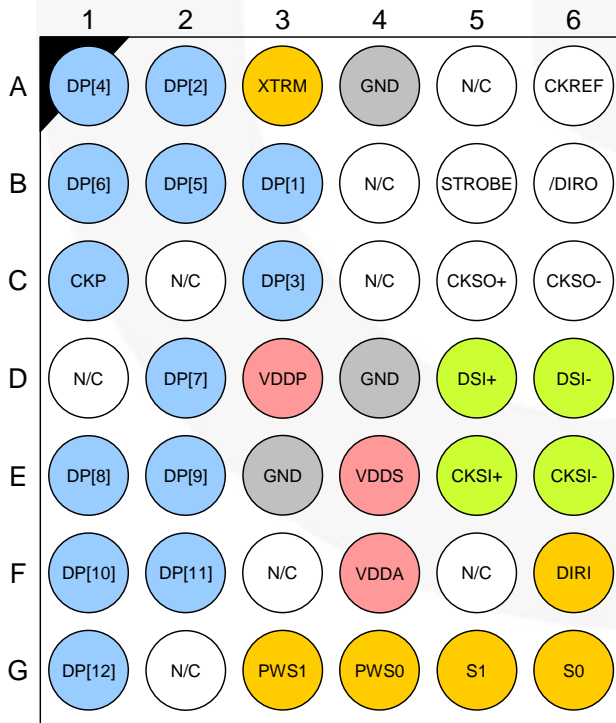 1 2 3 4 5 6
A DP[4] DP[2] XTRM GND N/C CKREF
B DP[6] DP[5] DP[1] N/C STROBE /DIRO
C CKP N/C DP[3] N/C CKSO+ CKSO-
D N/C DP[7] VDDP GND DSI+ DSI-
E DP[8] DP[9] GND VDDS CKSI+ CKSI-
F DP[10] DP[11] N/C VDDA N/C DIRI
G DP[12] N/C PWS1 PWS0 S1 S0